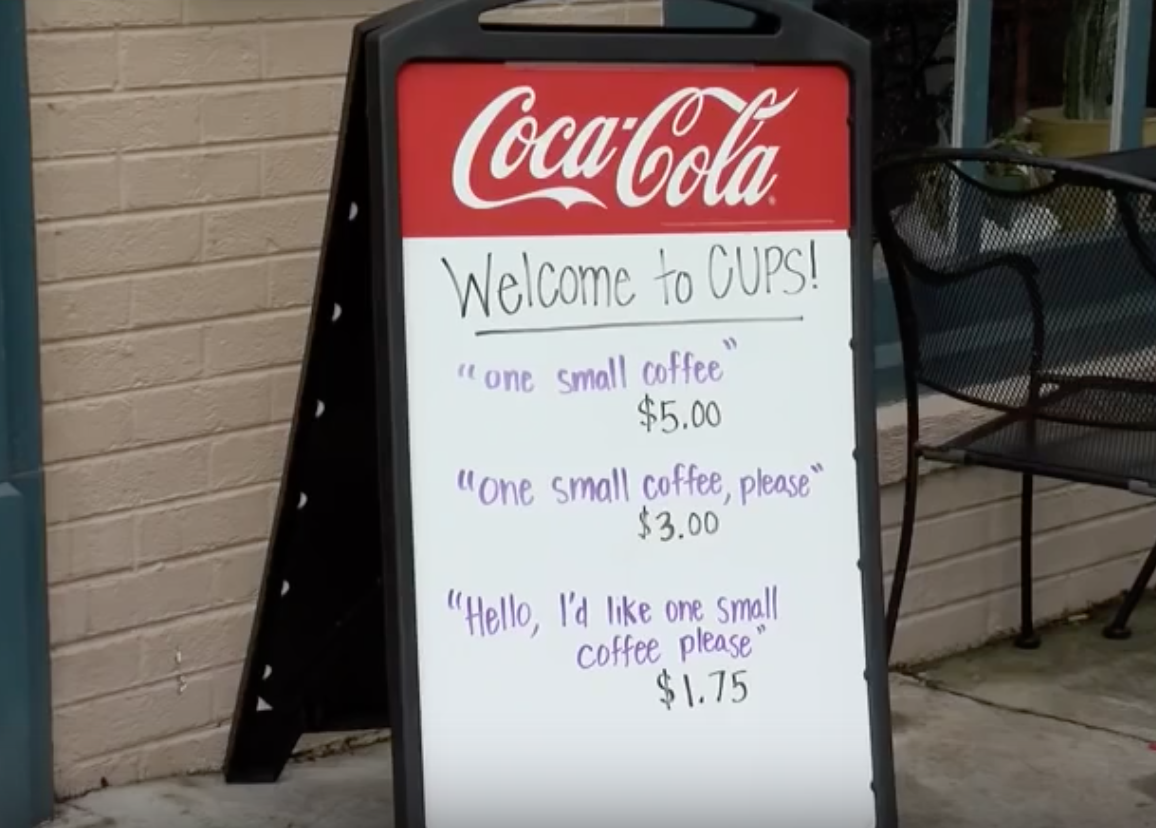 Coca-Cola
Welcome to CUPS!
"one small coffee"
$5.00
"one small coffee, please"
$3.00
"Hello, I'd like one small
coffee please"
$1.75